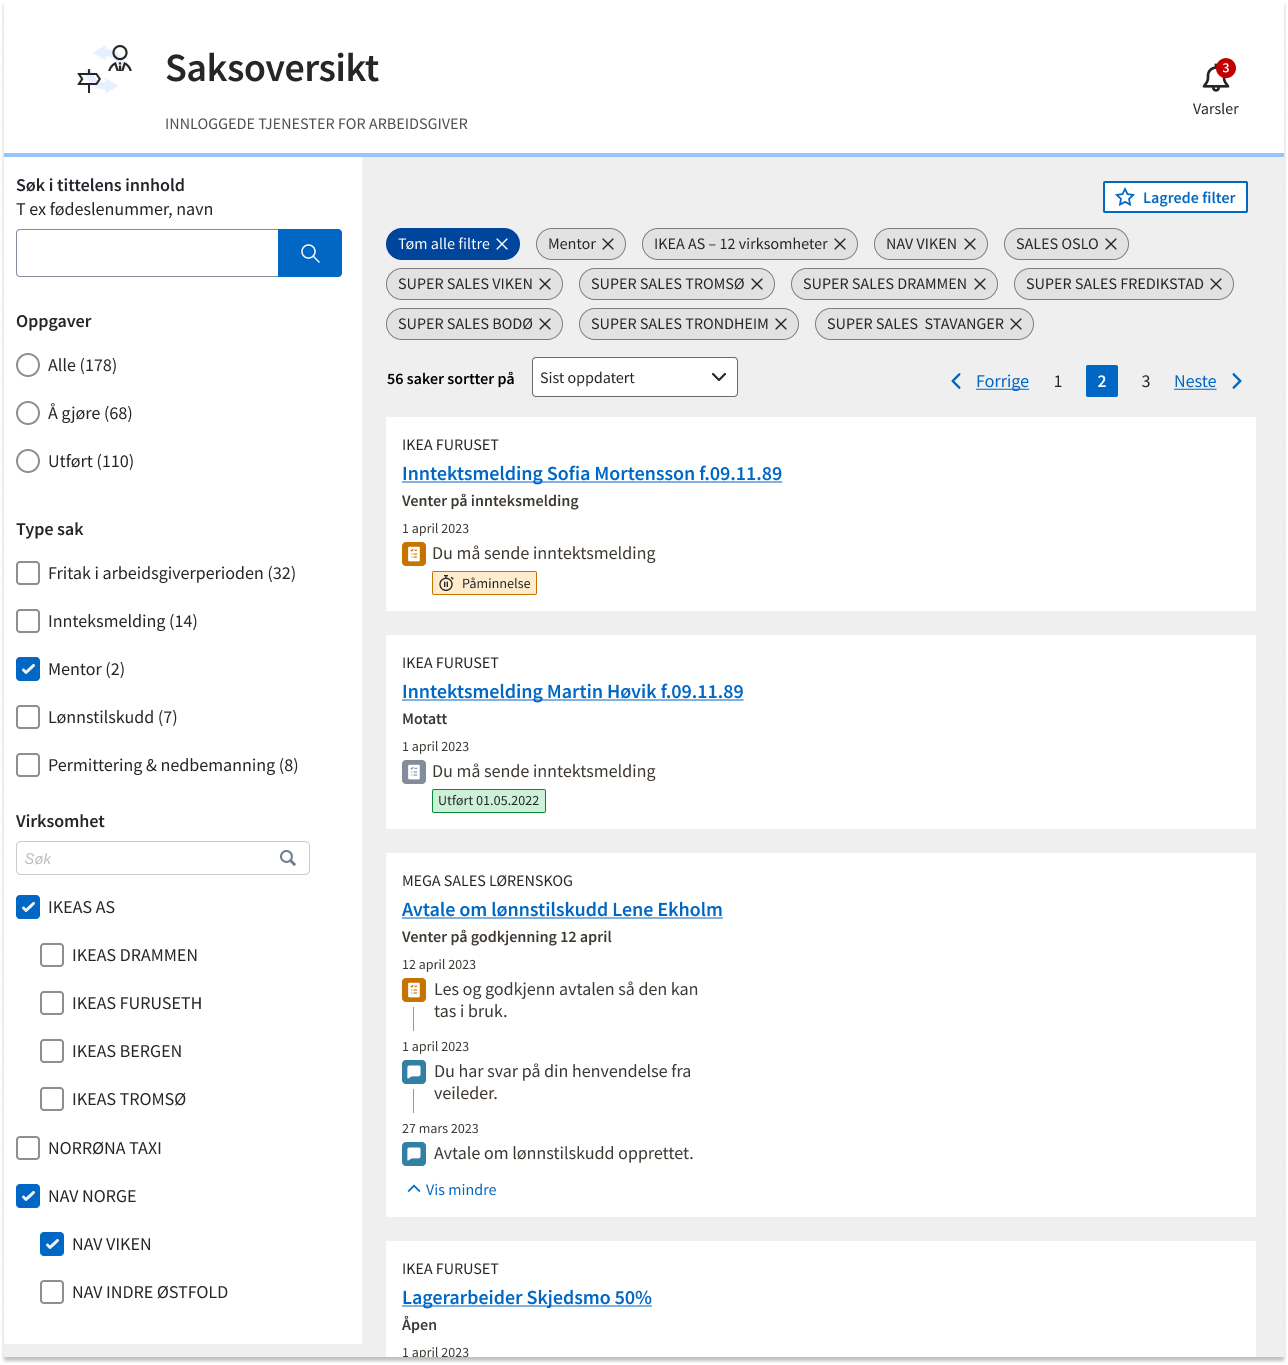 Saksoversikt
INNLOGGEDE TJENESTER FOR ARBEIDSGIVER
3
Varsler
Søk i tittelens innhold
T ex fødeslenummer, navn
Oppgaver
Alle (178)
Å gjøre (68)
Utført (110)
Type sak
Fritak i arbeidsgiverperioden (32)
Innteksmelding (14)
Mentor (2)
Lønnstilskudd (7)
Permittering & nedbemanning (8)
Virksomhet
Søk
IKEAS AS
IKEAS DRAMMEN
IKEAS FURUSETH
IKEAS BERGEN
IKEAS TROMSØ
NORRØNA TAXI
NAV NORGE
NAV VIKEN
NAV INDRE ØSTFOLD
Lagrede filter
Tøm alle filtre Mentor IKEA AS – 12 virksomheter NAV VIKEN SALES OSLO
SUPER SALES VIKEN SUPER SALES TROMSØ SUPER SALES DRAMMEN SUPER SALES FREDIKSTAD
SUPER SALES BODØ SUPER SALES TRONDHEIM SUPER SALES STAVANGER
56 saker sortter på Sist oppdatert Forrige 1 2 3 Neste
IKEA FURUSET
Inntektsmelding Sofia Mortensson f.09.11.89
Venter på innteksmelding
1 april 2023
Du må sende inntektsmelding
Påminnelse
IKEA FURUSET
Inntektsmelding Martin Høvik f.09.11.89
Motatt
1 april 2023
Du må sende inntektsmelding
Utført 01.05.2022
MEGA SALES LØRENSKOG
Avtale om lønnstilskudd Lene Ekholm
Venter på godkjenning 12 april
12 april 2023
Les og godkjenn avtalen så den kan
tas i bruk.
1 april 2023
Du har svar på din henvendelse fra
veileder.
27 mars 2023
Avtale om lønnstilskudd opprettet.
Vis mindre
IKEA FURUSET
Lagerarbeider Skjedsmo 50%
Åpen
1 april 2023